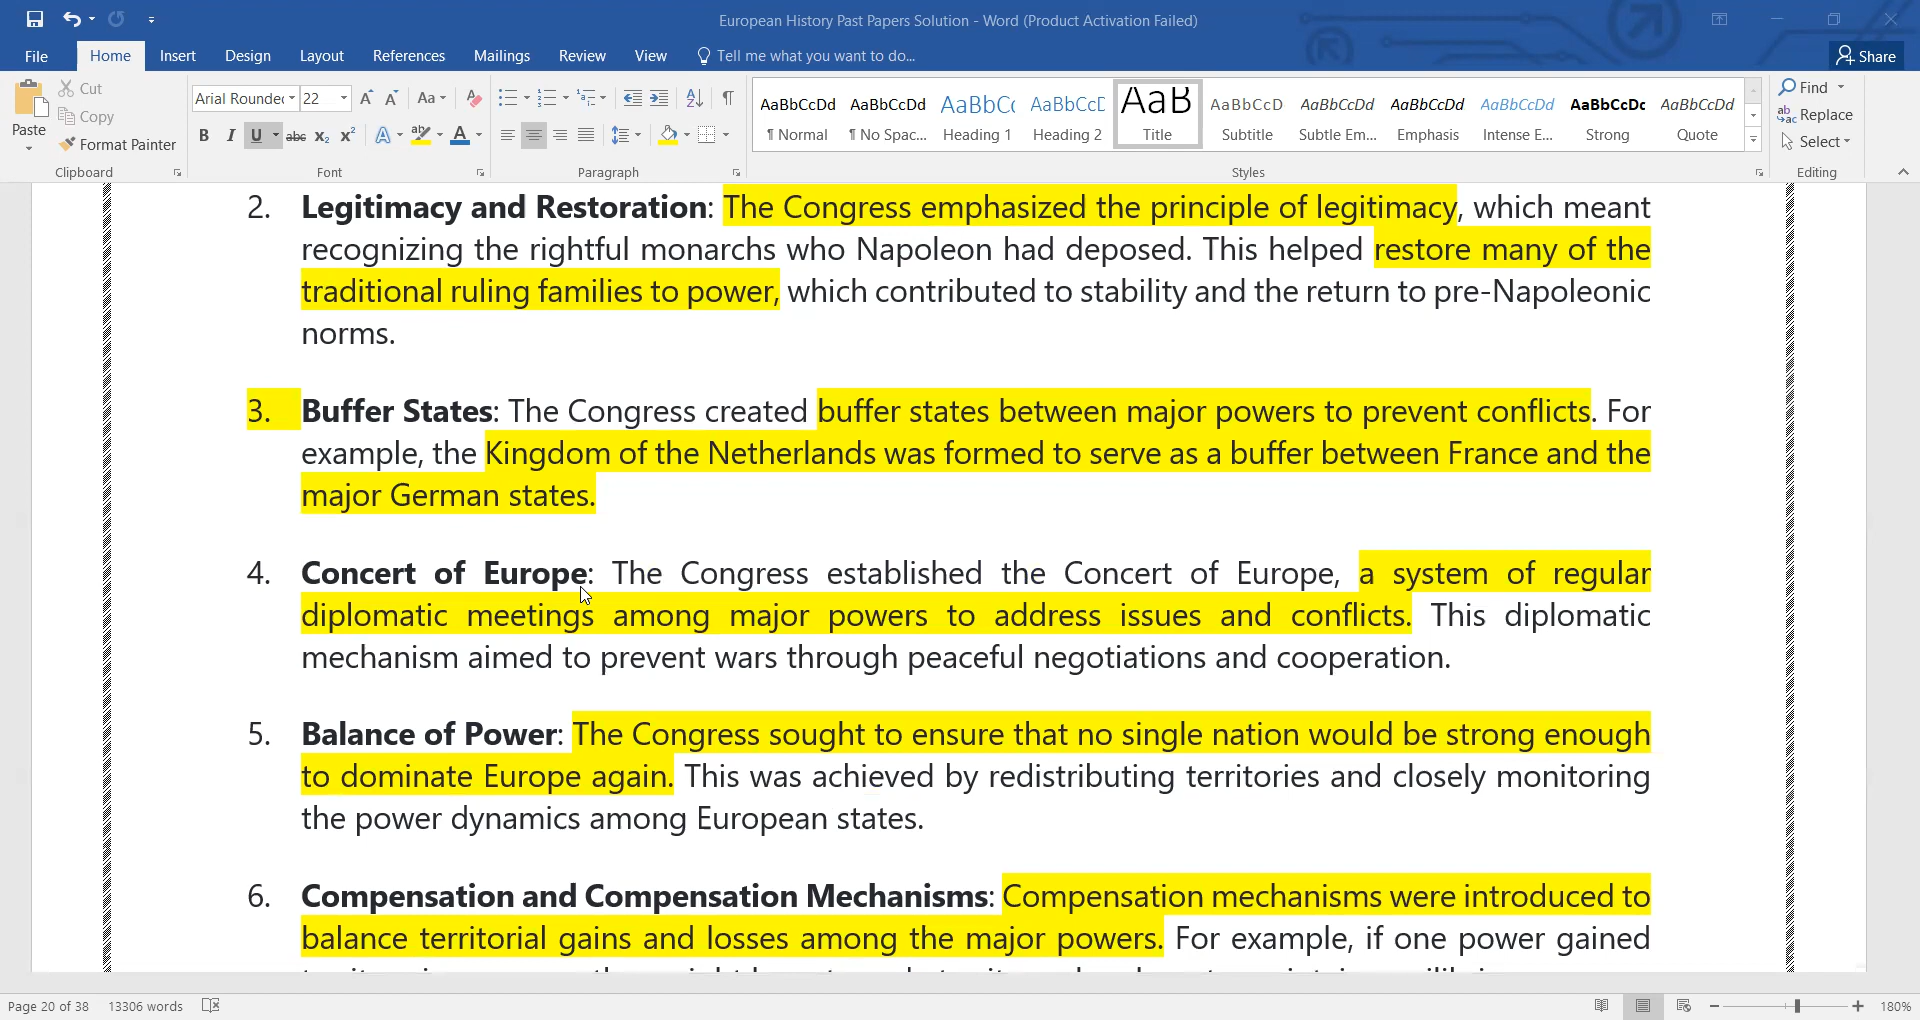 European History Past Papers Solution - Word (Product Activation Failed)
File Home Insert Design Layout References Mailings Review View Tell me what you want to do... Share
Paste Cut Copy Format Painter
Arial Rounde 22 Aa
B I U abc X₂ X² A ab A
AaBbCcDd AaBbCcDd AaBbC AaBbCcC AaB AaBbCcD AaBbCcDd AaBbCcDd AaBbCcDd AaBbCcDc AaBbCcDd
¶ Normal ¶ No Spac... Heading 1 Heading 2 Title Subtitle Subtle Em... Emphasis Intense E... Strong Quote
Find
Replace
Select
Clipboard Font Paragraph Styles Editing
2. Legitimacy and Restoration: The Congress emphasized the principle of legitimacy, which meant
recognizing the rightful monarchs who Napoleon had deposed. This helped restore many of the
traditional ruling families to power, which contributed to stability and the return to pre-Napoleonic
norms.
3. Buffer States: The Congress created buffer states between major powers to prevent conflicts. For
example, the Kingdom of the Netherlands was formed to serve as a buffer between France and the
major German states.
4. Concert of Europe: The Congress established the Concert of Europe, a system of regular
diplomatic meetings among major powers to address issues and conflicts. This diplomatic
mechanism aimed to prevent wars through peaceful negotiations and cooperation.
5. Balance of Power: The Congress sought to ensure that no single nation would be strong enough
to dominate Europe again. This was achieved by redistributing territories and closely monitoring
the power dynamics among European states.
6. Compensation and Compensation Mechanisms: Compensation mechanisms were introduced to
balance territorial gains and losses among the major powers. For example, if one power gained
Page 20 of 38 13306 words 180%